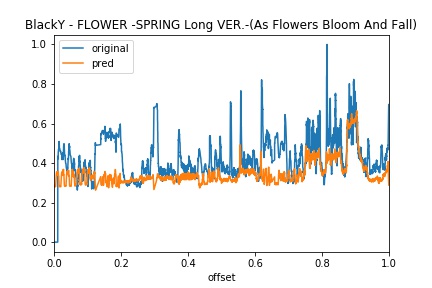 BlackY - FLOWER -SPRING Long VER.-(As Flowers Bloom And Fall)
original
pred
1.0
0.8
0.6
0.4
0.2
0.0
0.0 0.2 0.4 0.6 0.8 1.0
offset